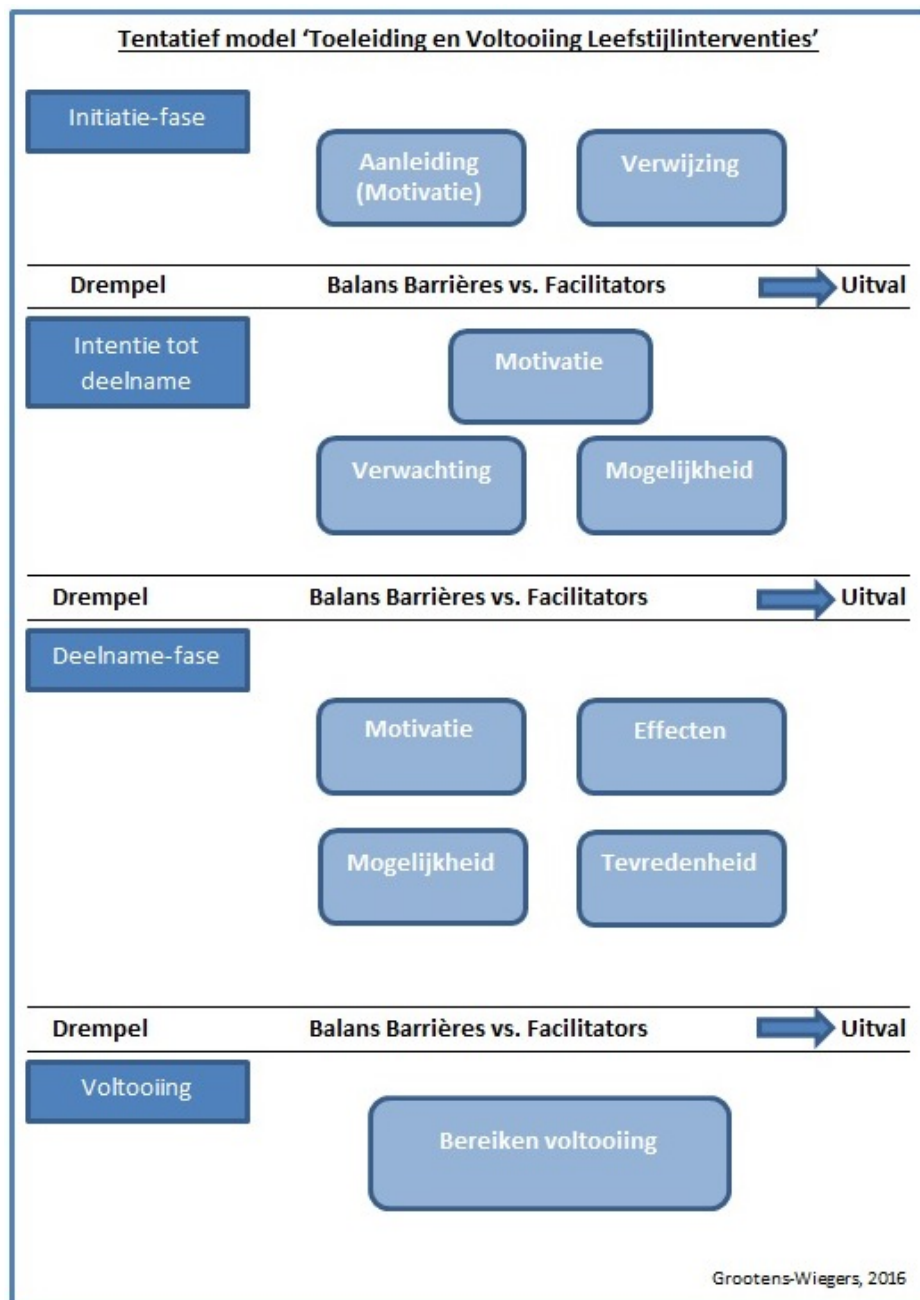 Tentatief model ‘Toeleiding en Voltooiing Leefstijlinterventies’
Initiatie-fase
Aanleiding
(Motivatie)
Verwijzing
Drempel Balans Barrières vs. Facilitators Uitval
Intentie tot
deelname
Motivatie
Verwachting
Mogelijkheid
Drempel Balans Barrières vs. Facilitators Uitval
Deelname-fase
Motivatie
Effecten
Mogelijkheid
Tevredenheid
Drempel Balans Barrières vs. Facilitators Uitval
Voltooiing
Bereiken voltooiing
Grootens-Wiegers, 2016